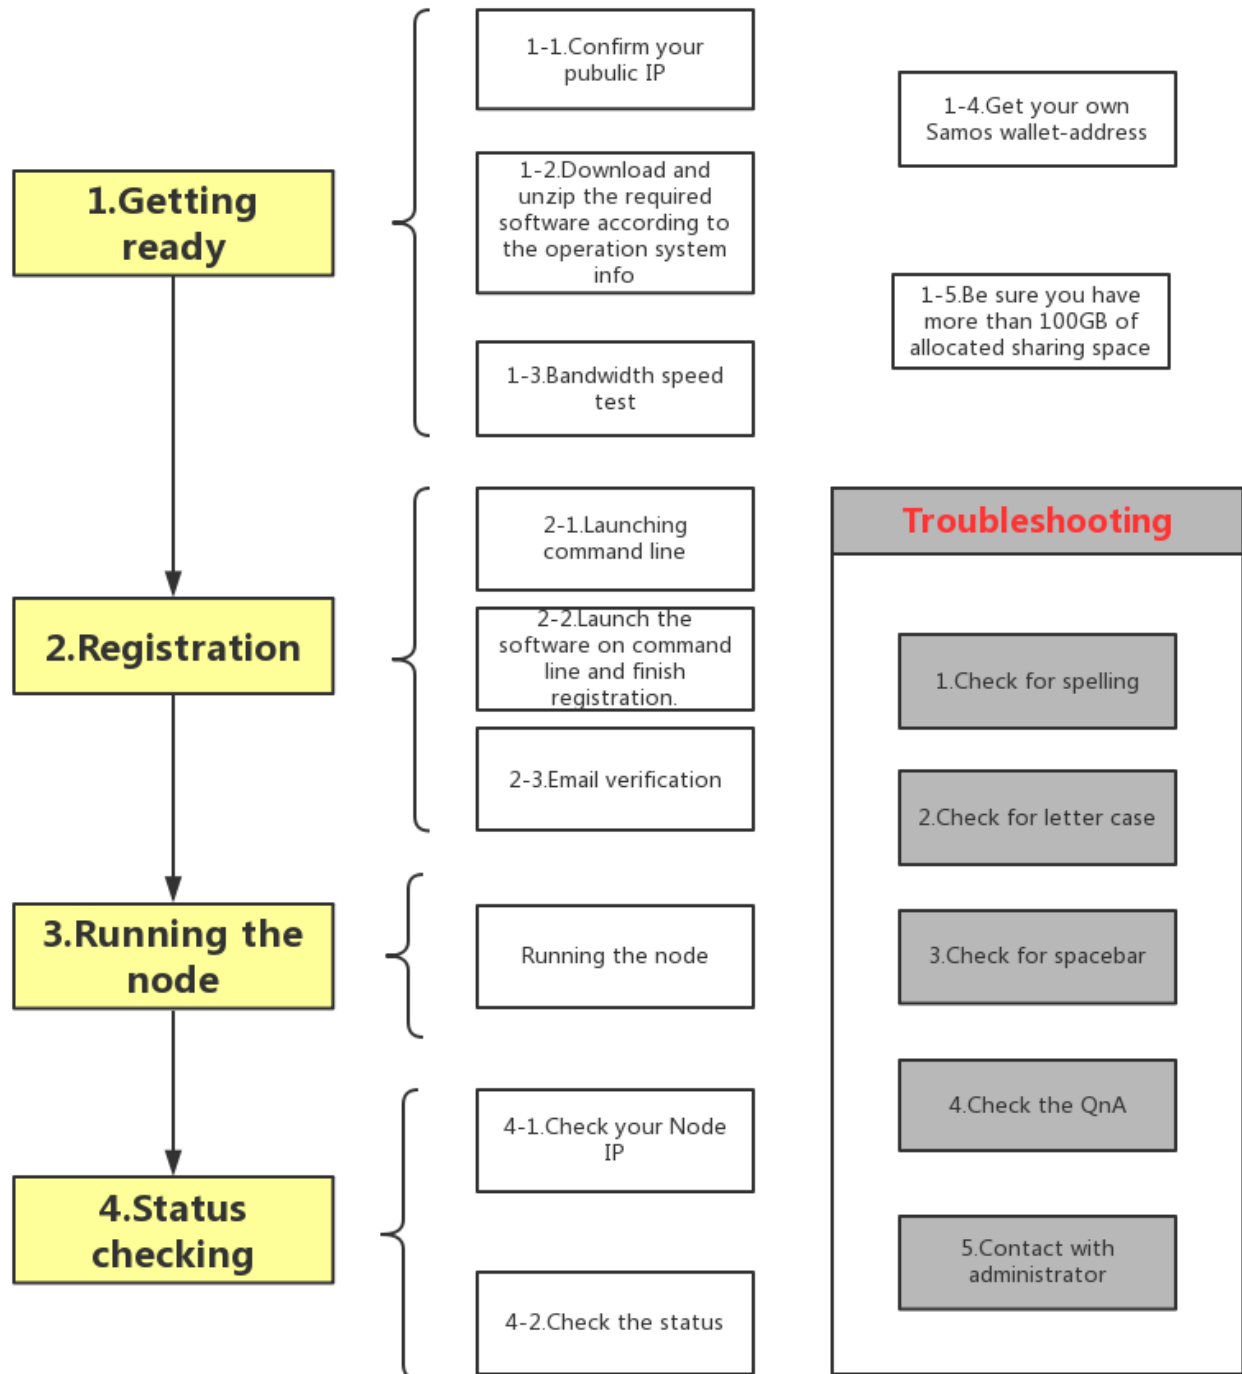 1.Getting
ready
1-1.Confirm your
pubulic IP
1-2.Download and
unzip the required
software according to
the operation system
info
1-3.Bandwidth speed
test
1-4.Get your own
Samos wallet-address
1-5.Be sure you have
more than 100GB of
allocated sharing space
2.Registration
2-1.Launching
command line
2-2.Launch the
software on command
line and finish
registration.
2-3.Email verification
3.Running the
node
Running the node
4.Status
checking
4-1.Check your Node
IP
4-2.Check the status
Troubleshooting
1.Check for spelling
2.Check for letter case
3.Check for spacebar
4.Check the QnA
5.Contact with
administrator